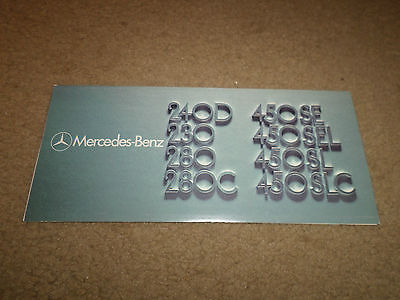 Mercedes-Benz
240D
230
280
280C
450SE
450SEL
450SL
450SLC